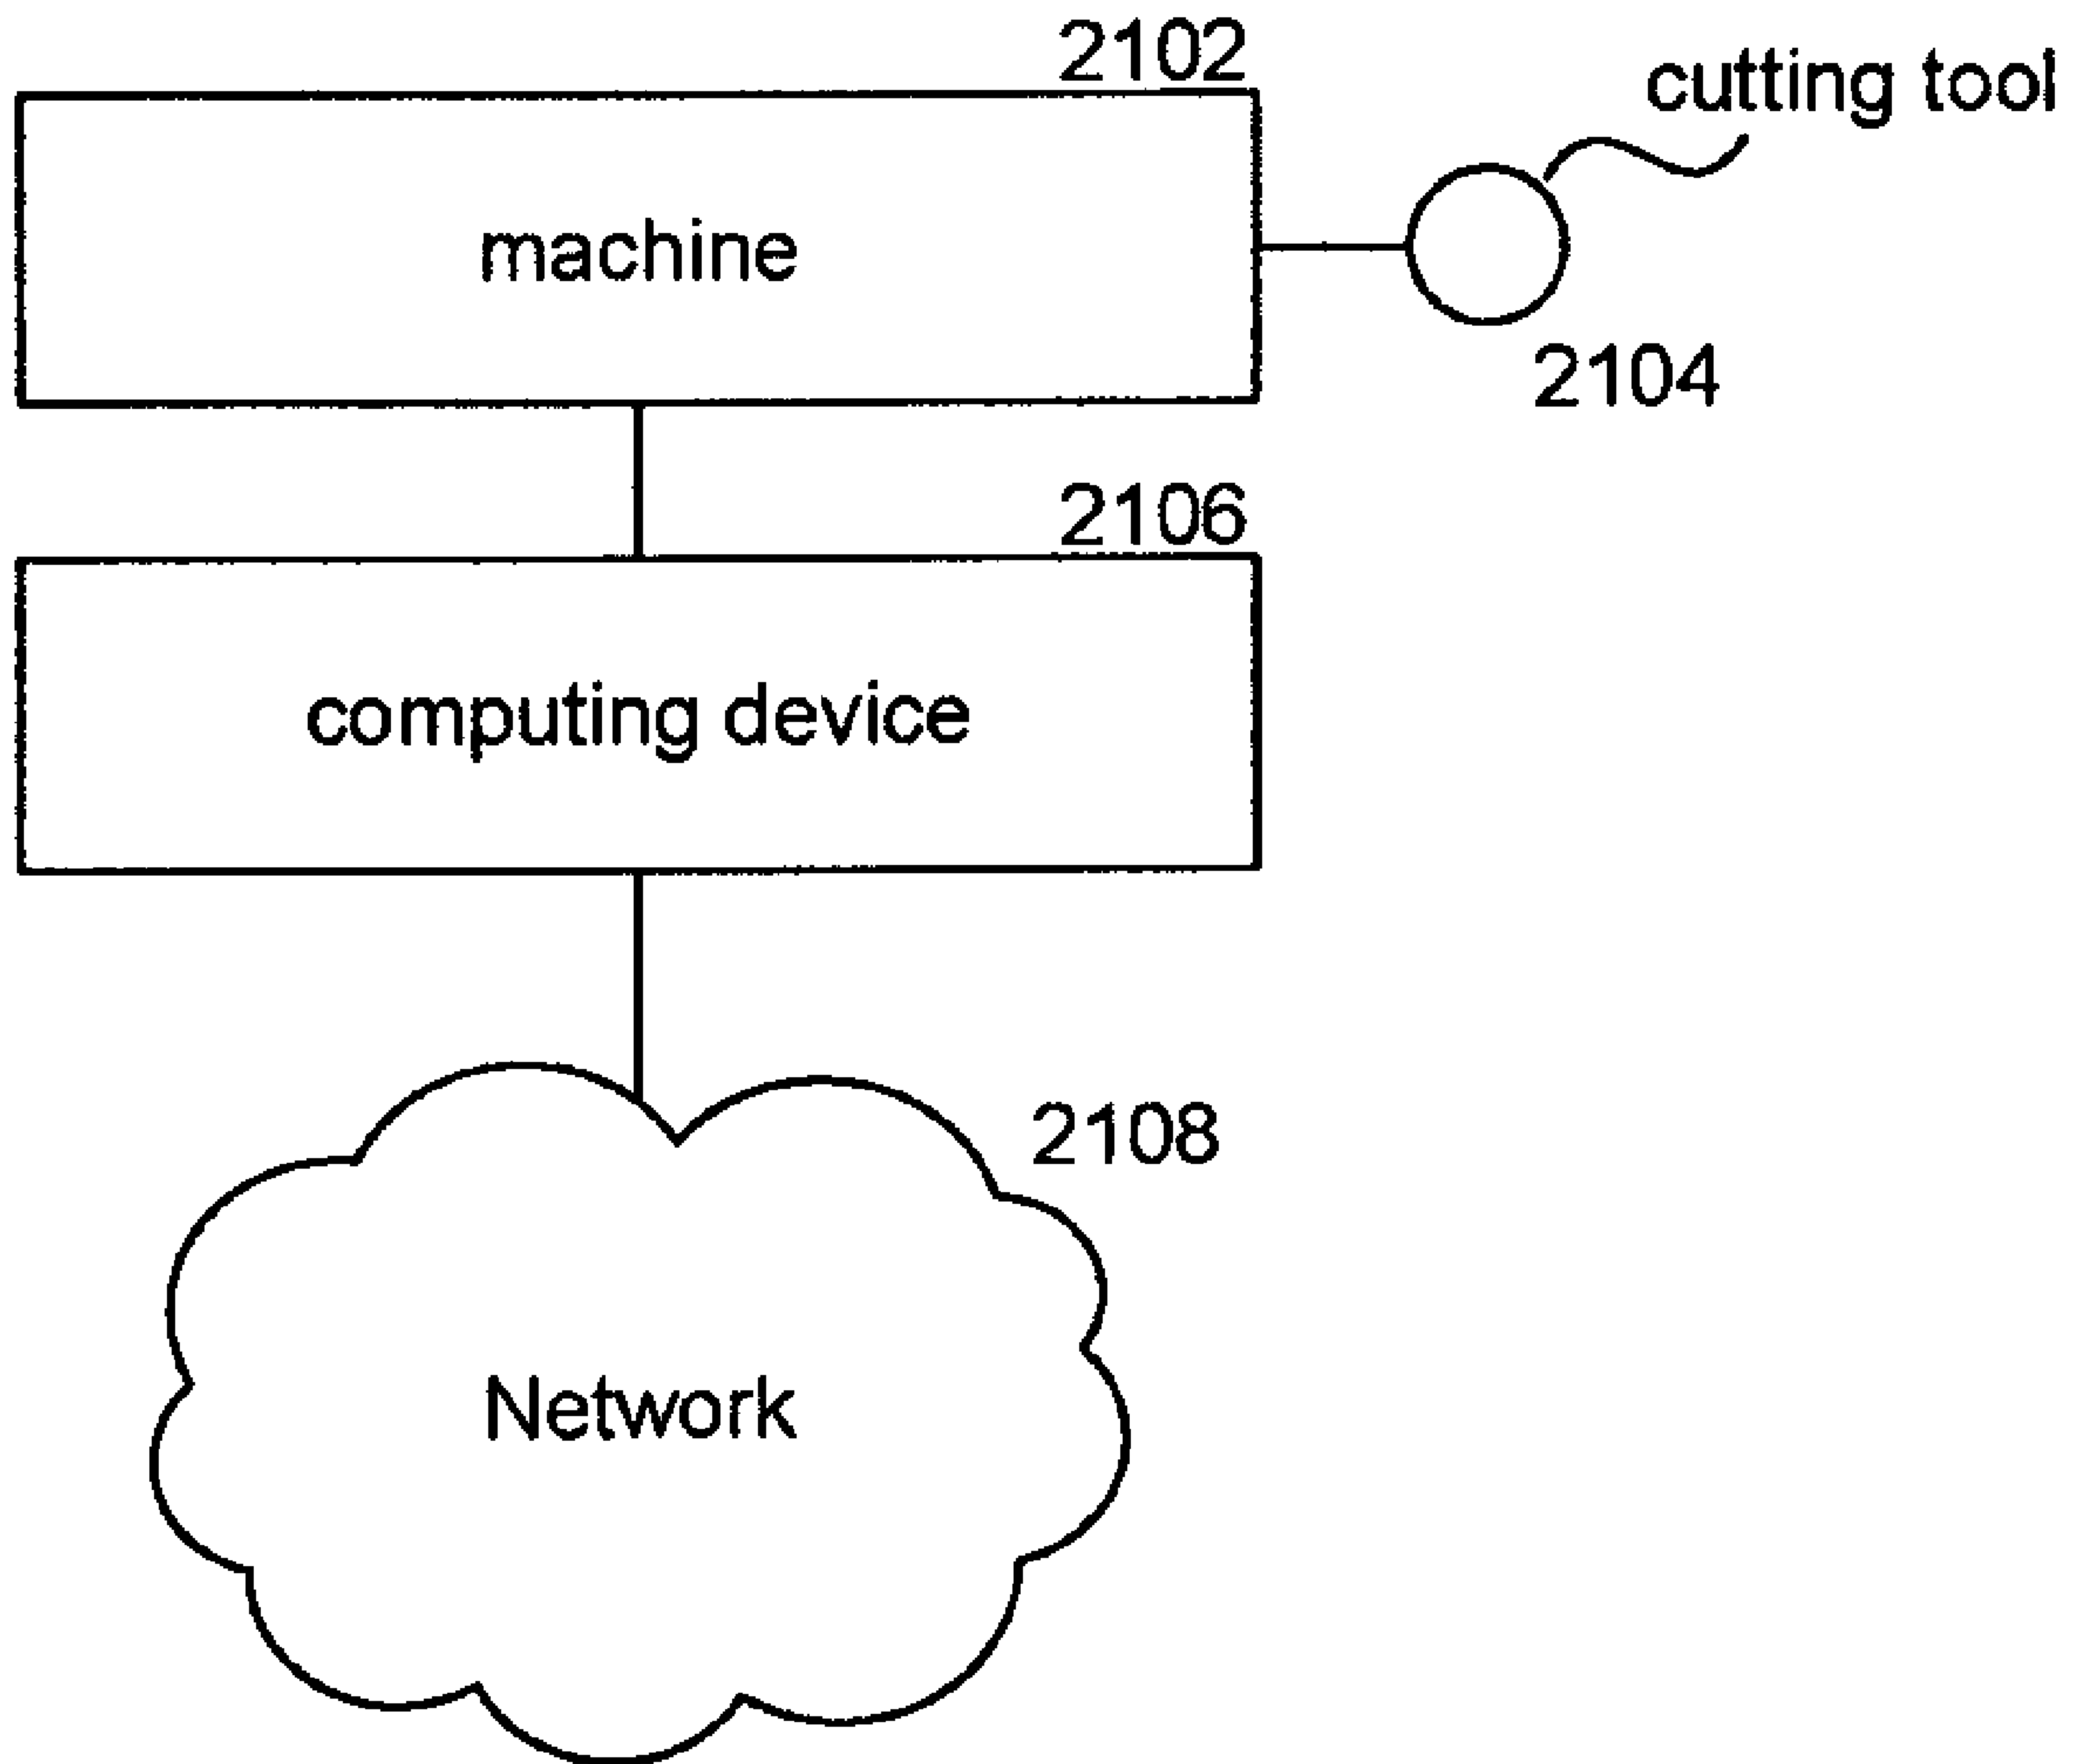 2102
cutting tool
machine
2104
2106
computing device
2108
Network